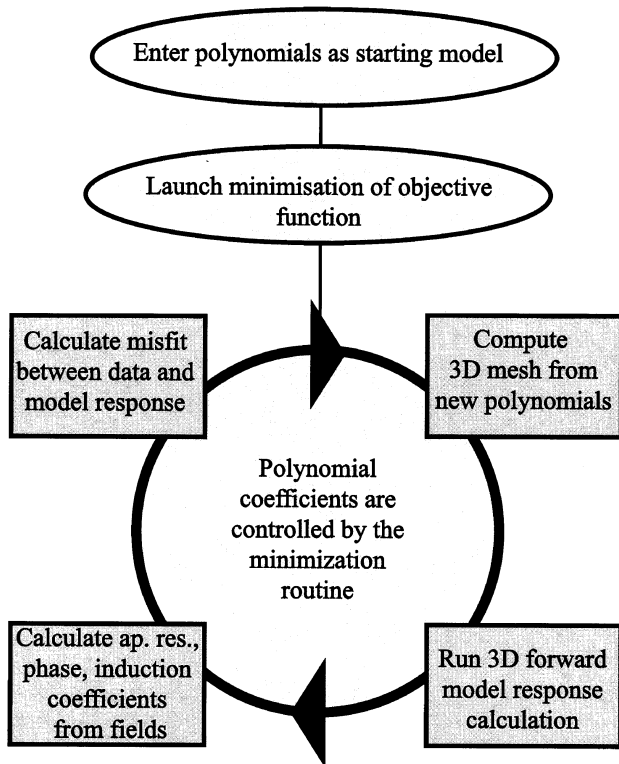 Enter polynomials as starting model
Launch minimisation of objective
function
Calculate misfit
between data and
model response
Compute
3D mesh from
new polynomials
Polynomial
coefficients are
controlled by the
minimization
routine
Calculate ap. res.,
phase, induction
coefficients
from fields
Run 3D forward
model response
calculation